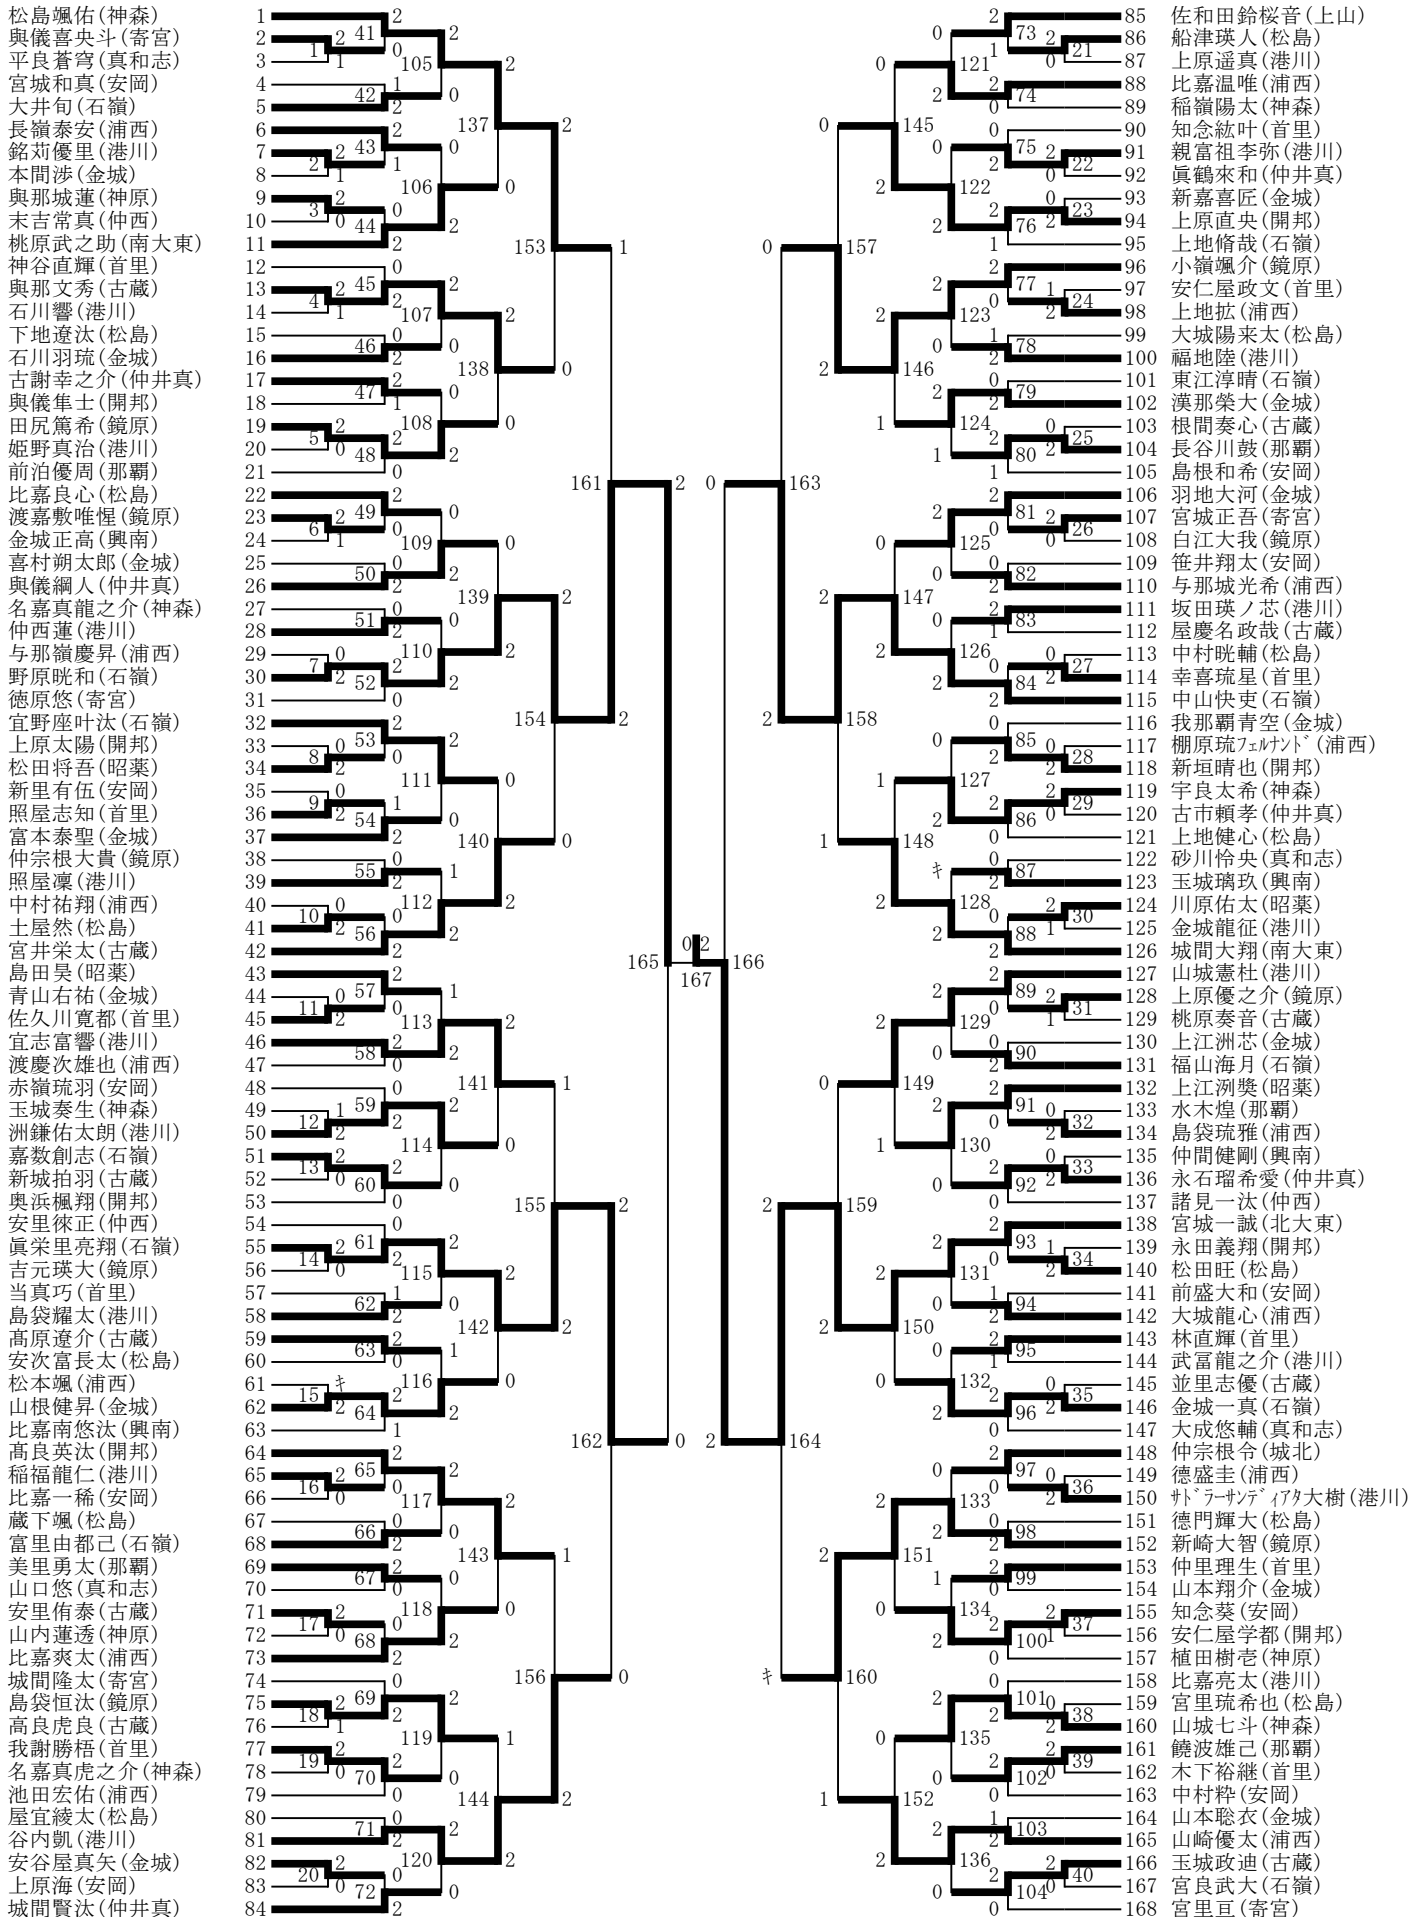 松島颯佑(神森) 1
與儀喜央斗(寄宮) 2
平良蒼穹(真和志) 3
宮城和真(安岡) 4
大井旬(石嶺) 5
長嶺泰安(浦西) 6
銘苅優里(港川) 7
本間渉(金城) 8
與那城蓮(神原) 9
末吉常真(仲西) 10
桃原武之助(南大東) 11
神谷直輝(首里) 12
與那文秀(古蔵) 13
石川響(港川) 14
下地遼汰(松島) 15
石川羽琉(金城) 16
古謝幸之介(仲井真) 17
與儀隼士(開邦) 18
田尻篤希(鏡原) 19
姫野真治(港川) 20
前泊優周(那覇) 21
比嘉良心(松島) 22
渡嘉敷唯惺(鏡原) 23
金城正高(興南) 24
喜村朔太郎(金城) 25
與儀綱人(仲井真) 26
名嘉真龍之介(神森) 27
仲西蓮(港川) 28
与那嶺慶昇(浦西) 29
野原晄和(石嶺) 30
徳原悠(寄宮) 31
宜野座叶汰(石嶺) 32
上原太陽(開邦) 33
松田将吾(昭薬) 34
新里有伍(安岡) 35
照屋志知(首里) 36
富本泰聖(金城) 37
仲宗根大貴(鏡原) 38
照屋凜(港川) 39
中村祐翔(浦西) 40
土屋然(松島) 41
宮井栄太(古蔵) 42
島田昊(昭薬) 43
青山右祐(金城) 44
佐久川寛都(首里) 45
宜志富響(港川) 46
渡慶次雄也(浦西) 47
赤嶺琉羽(安岡) 48
玉城奏生(神森) 49
洲鎌佑太朗(港川) 50
嘉数創志(石嶺) 51
新城拍羽(古蔵) 52
奥浜楓翔(開邦) 53
安里徠正(仲西) 54
眞栄里亮翔(石嶺) 55
吉元瑛大(鏡原) 56
当真巧(首里) 57
島袋耀太(港川) 58
髙原遼介(古蔵) 59
安次富長太(松島) 60
松本颯(浦西) 61
山根健昇(金城) 62
比嘉南悠汰(興南) 63
髙良英汰(開邦) 64
稲福龍仁(港川) 65
比嘉一稀(安岡) 66
蔵下颯(松島) 67
富里由都己(石嶺) 68
美里勇太(那覇) 69
山口悠(真和志) 70
安里侑泰(古蔵) 71
山内蓮透(神原) 72
比嘉爽太(浦西) 73
城間隆太(寄宮) 74
島袋恒汰(鏡原) 75
高良虎良(古蔵) 76
我謝勝梧(首里) 77
名嘉真虎之介(神森) 78
池田宏佑(浦西) 79
屋宜綾太(松島) 80
谷内凱(港川) 81
安谷屋真矢(金城) 82
上原海(安岡) 83
城間賢汰(仲井真) 84
161 2 0 163
165 0 2 166
167
162 0 2 164
85 佐和田鈴桜音(上山)
86 船津瑛人(松島)
87 上原遥真(港川)
88 比嘉温唯(浦西)
89 稲嶺陽太(神森)
90 知念紘叶(首里)
91 親富祖李弥(港川)
92 眞鶴來和(仲井真)
93 新嘉喜匠(金城)
94 上原直央(開邦)
95 上地脩哉(石嶺)
96 小嶺颯介(鏡原)
97 安仁屋政文(首里)
98 上地拡(浦西)
99 大城陽来太(松島)
100 福地陸(港川)
101 東江淳晴(石嶺)
102 漢那榮大(金城)
103 根間奏心(古蔵)
104 長谷川鼓(那覇)
105 島根和希(安岡)
106 羽地大河(金城)
107 宮城正吾(寄宮)
108 白江大我(鏡原)
109 笹井翔太(安岡)
110 与那城光希(浦西)
111 坂田瑛ノ芯(港川)
112 屋慶名政哉(古蔵)
113 中村晄輔(松島)
114 幸喜琉星(首里)
115 中山快吏(石嶺)
116 我那覇青空(金城)
117 棚原琉フェルナンド(浦西)
118 新垣晴也(開邦)
119 宇良太希(神森)
120 古市頼孝(仲井真)
121 上地健心(松島)
122 砂川怜央(真和志)
123 玉城璃玖(興南)
124 川原佑太(昭薬)
125 金城龍征(港川)
126 城間大翔(南大東)
127 山城憲杜(港川)
128 上原優之介(鏡原)
129 桃原奏音(古蔵)
130 上江洲芯(金城)
131 福山海月(石嶺)
132 上江洌獎(昭薬)
133 水木煌(那覇)
134 島袋琉雅(浦西)
135 仲間健剛(興南)
136 永石瑠希愛(仲井真)
137 諸見一汰(仲西)
138 宮城一誠(北大東)
139 永田義翔(開邦)
140 松田旺(松島)
141 前盛大和(安岡)
142 大城龍心(浦西)
143 林直輝(首里)
144 武冨龍之介(港川)
145 並里志優(古蔵)
146 金城一真(石嶺)
147 大成悠輔(真和志)
148 仲宗根令(城北)
149 德盛圭(浦西)
150 サドラーサンディアタ大樹(港川)
151 德門輝大(松島)
152 新崎大智(鏡原)
153 仲里理生(首里)
154 山本翔介(金城)
155 知念葵(安岡)
156 安仁屋学都(開邦)
157 植田樹壱(神原)
158 比嘉亮太(港川)
159 宮里琉希也(松島)
160 山城七斗(神森)
161 饒波雄己(那覇)
162 木下裕継(首里)
163 中村粋(安岡)
164 山本聡衣(金城)
165 山崎優太(浦西)
166 玉城政迪(古蔵)
167 宮良武大(石嶺)
168 宮里亘(寄宮)